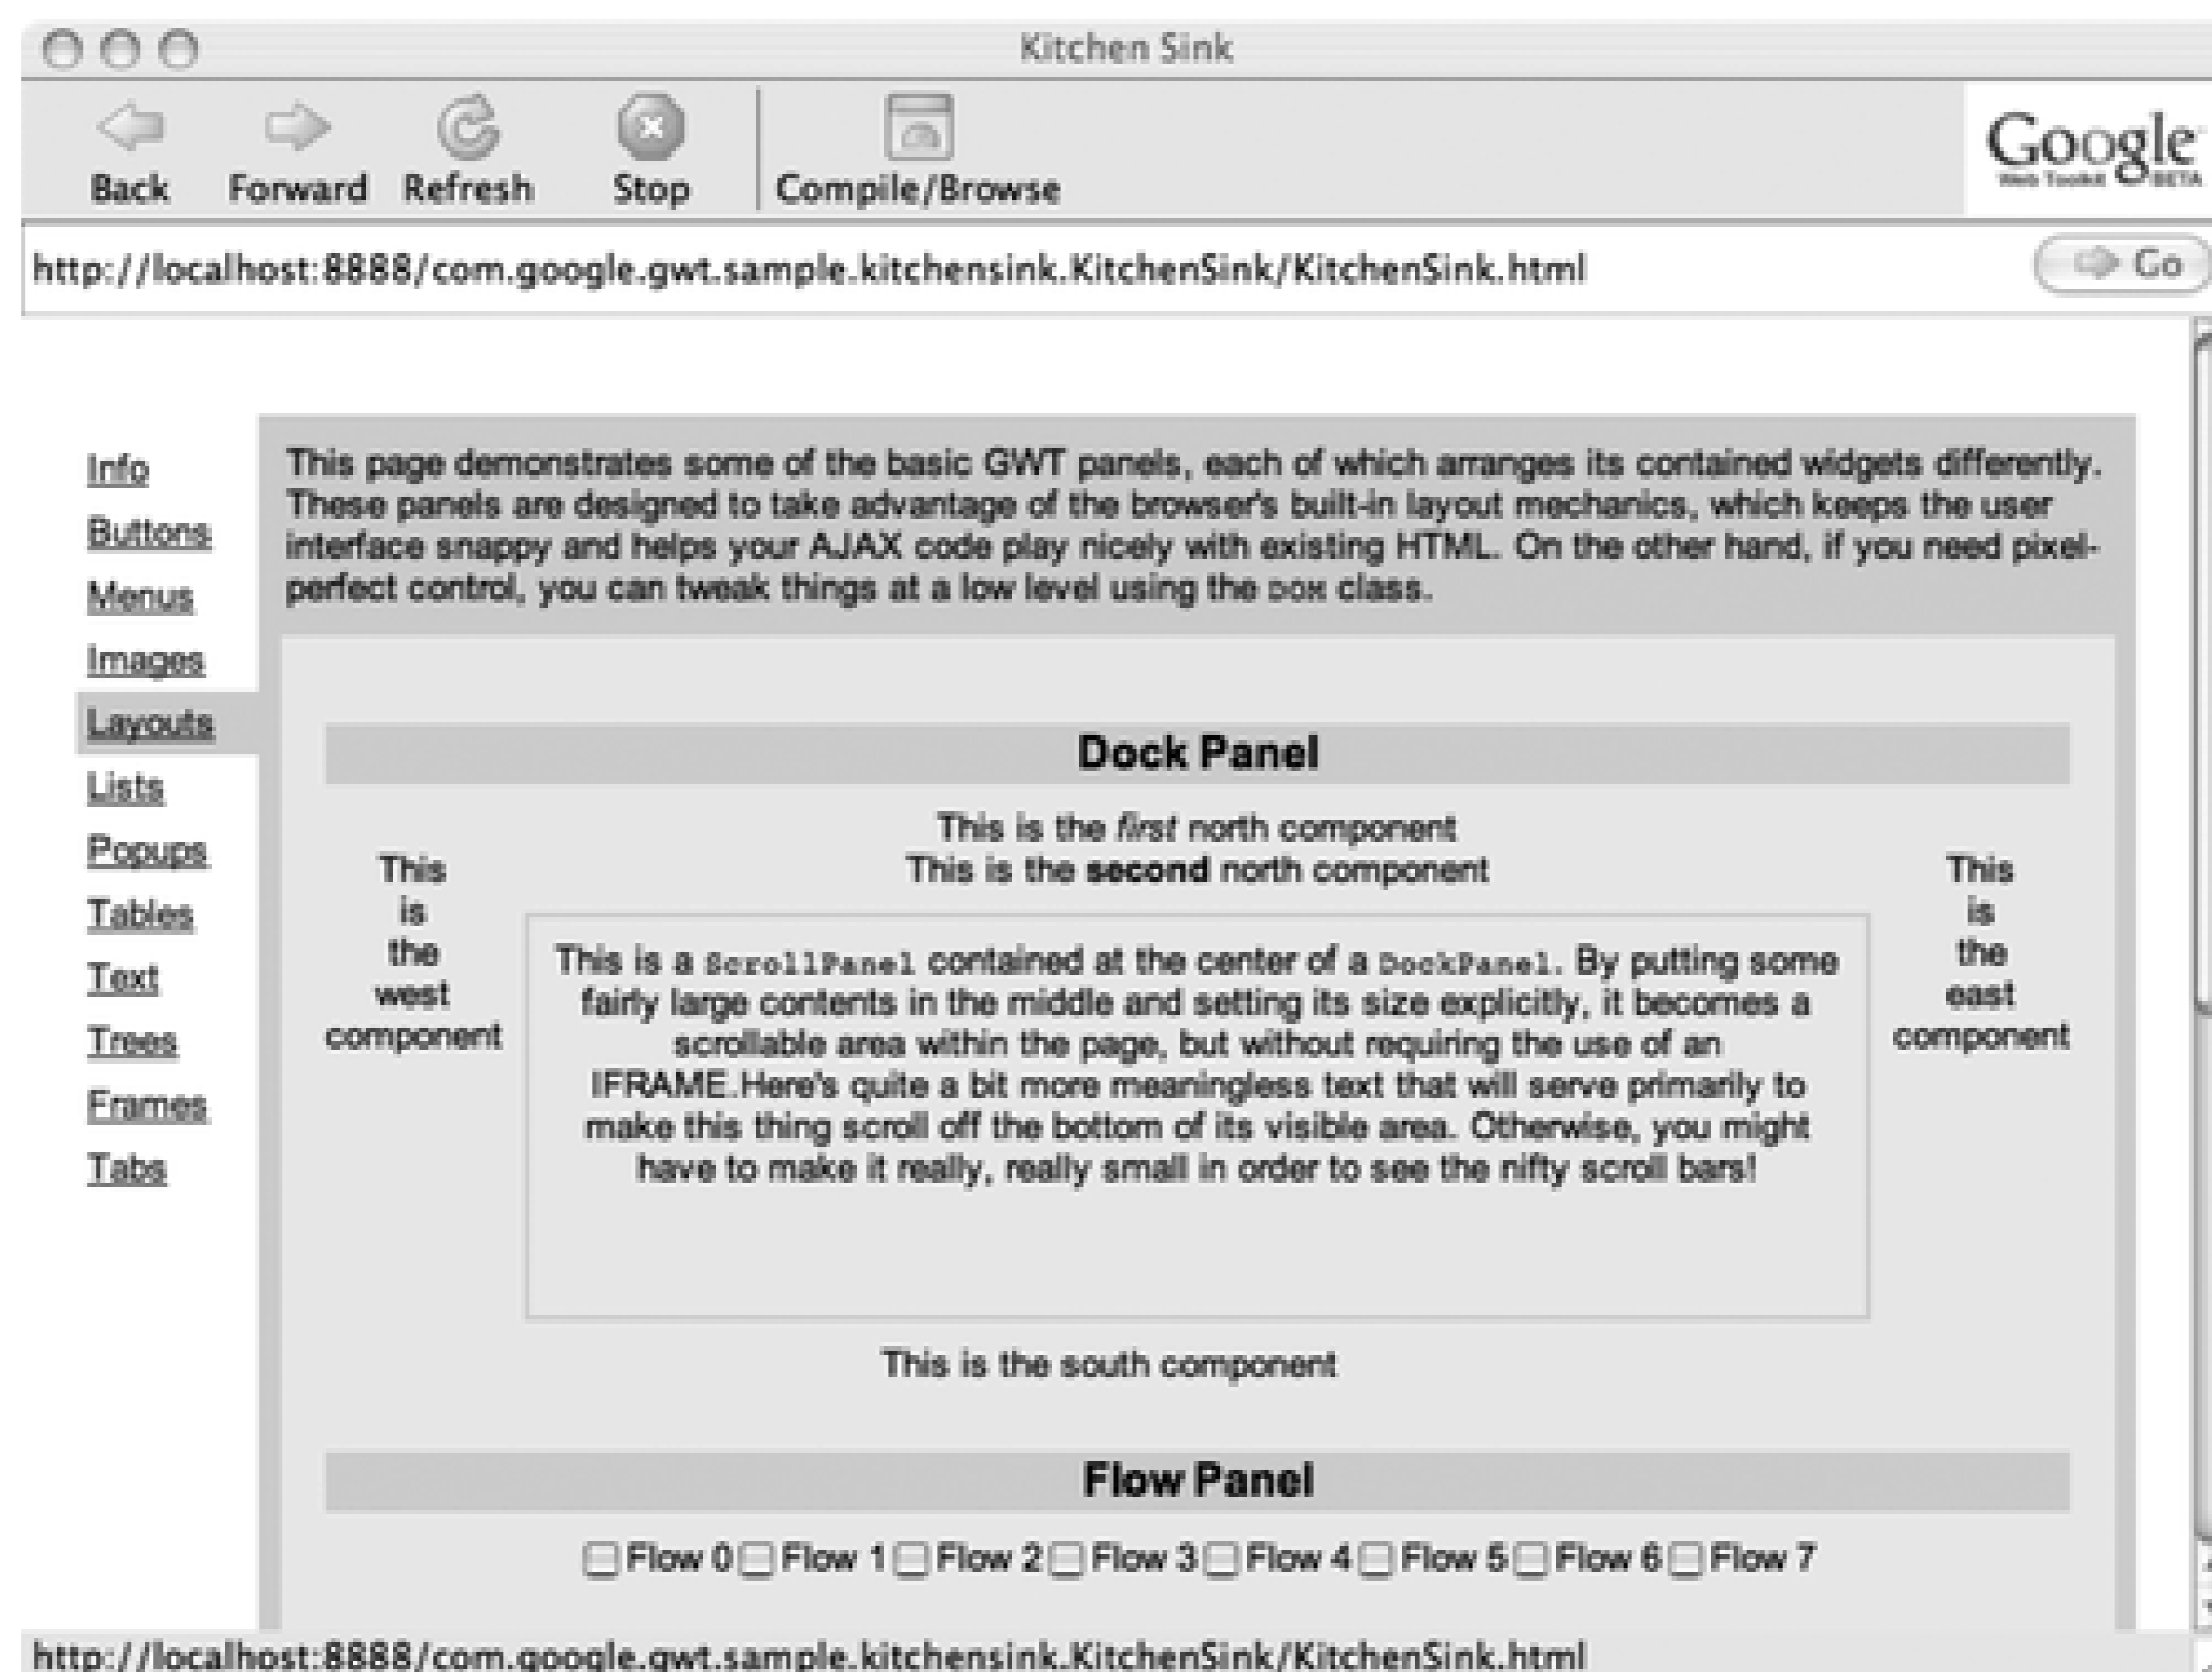 Kitchen Sink
Back Forward Refresh Stop Compile/Browse
Google
Web Toolkit BETA
http://localhost:8888/com.google.gwt.sample.kitchensink.KitchenSink/KitchenSink.html
Go
Info
Buttons
Menus
Images
Layouts
Lists
Popups
Tables
Text
Trees
Frames
Tabs
This page demonstrates some of the basic GWT panels, each of which arranges its contained widgets differently.
These panels are designed to take advantage of the browser's built-in layout mechanics, which keeps the user
interface snappy and helps your AJAX code play nicely with existing HTML. On the other hand, if you need pixel-
perfect control, you can tweak things at a low level using the DOM class.
Dock Panel
This is the first north component
This is the second north component
This
is
the
west
component
This is a ScrollPanel contained at the center of a DockPanel. By putting some
fairly large contents in the middle and setting its size explicitly, it becomes a
scrollable area within the page, but without requiring the use of an
IFRAME.Here's quite a bit more meaningless text that will serve primarily to
make this thing scroll off the bottom of its visible area. Otherwise, you might
have to make it really, really small in order to see the nifty scroll bars!
This
is
the
east
component
This is the south component
Flow Panel
Flow 0 Flow 1 Flow 2 Flow 3 Flow 4 Flow 5 Flow 6 Flow 7
http://localhost:8888/com.google.gwt.sample.kitchensink.KitchenSink/KitchenSink.html